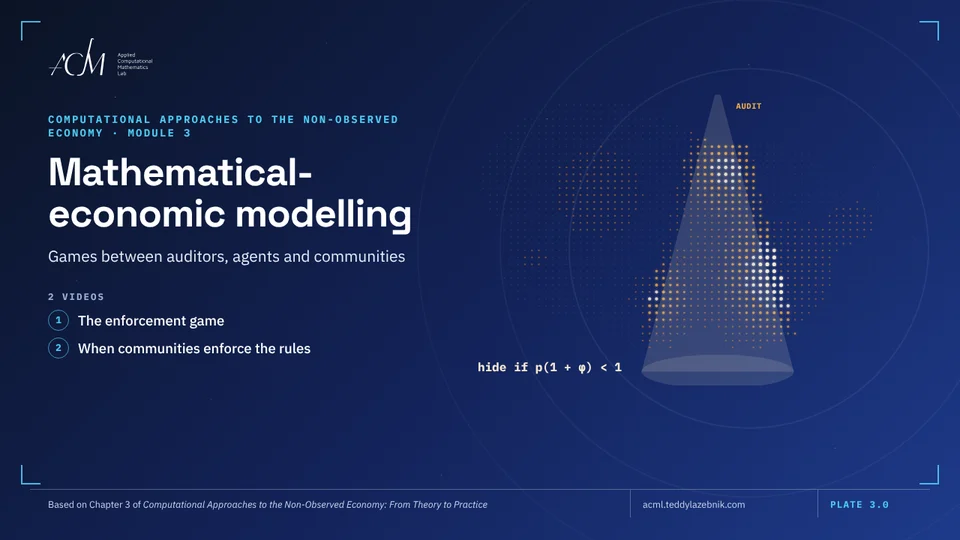 ACM
Applied
Computational
Mathematics
Lab
COMPUTATIONAL APPROACHES TO THE NON-OBSERVED
ECONOMY · MODULE 3
Mathematical-
economic modelling
Games between auditors, agents and communities
2 VIDEOS
1 The enforcement game
2 When communities enforce the rules
AUDIT
hide if p(1 + φ) < 1
Based on Chapter 3 of Computational Approaches to the Non-Observed Economy: From Theory to Practice
acml.teddylazebnik.com
PLATE 3.0